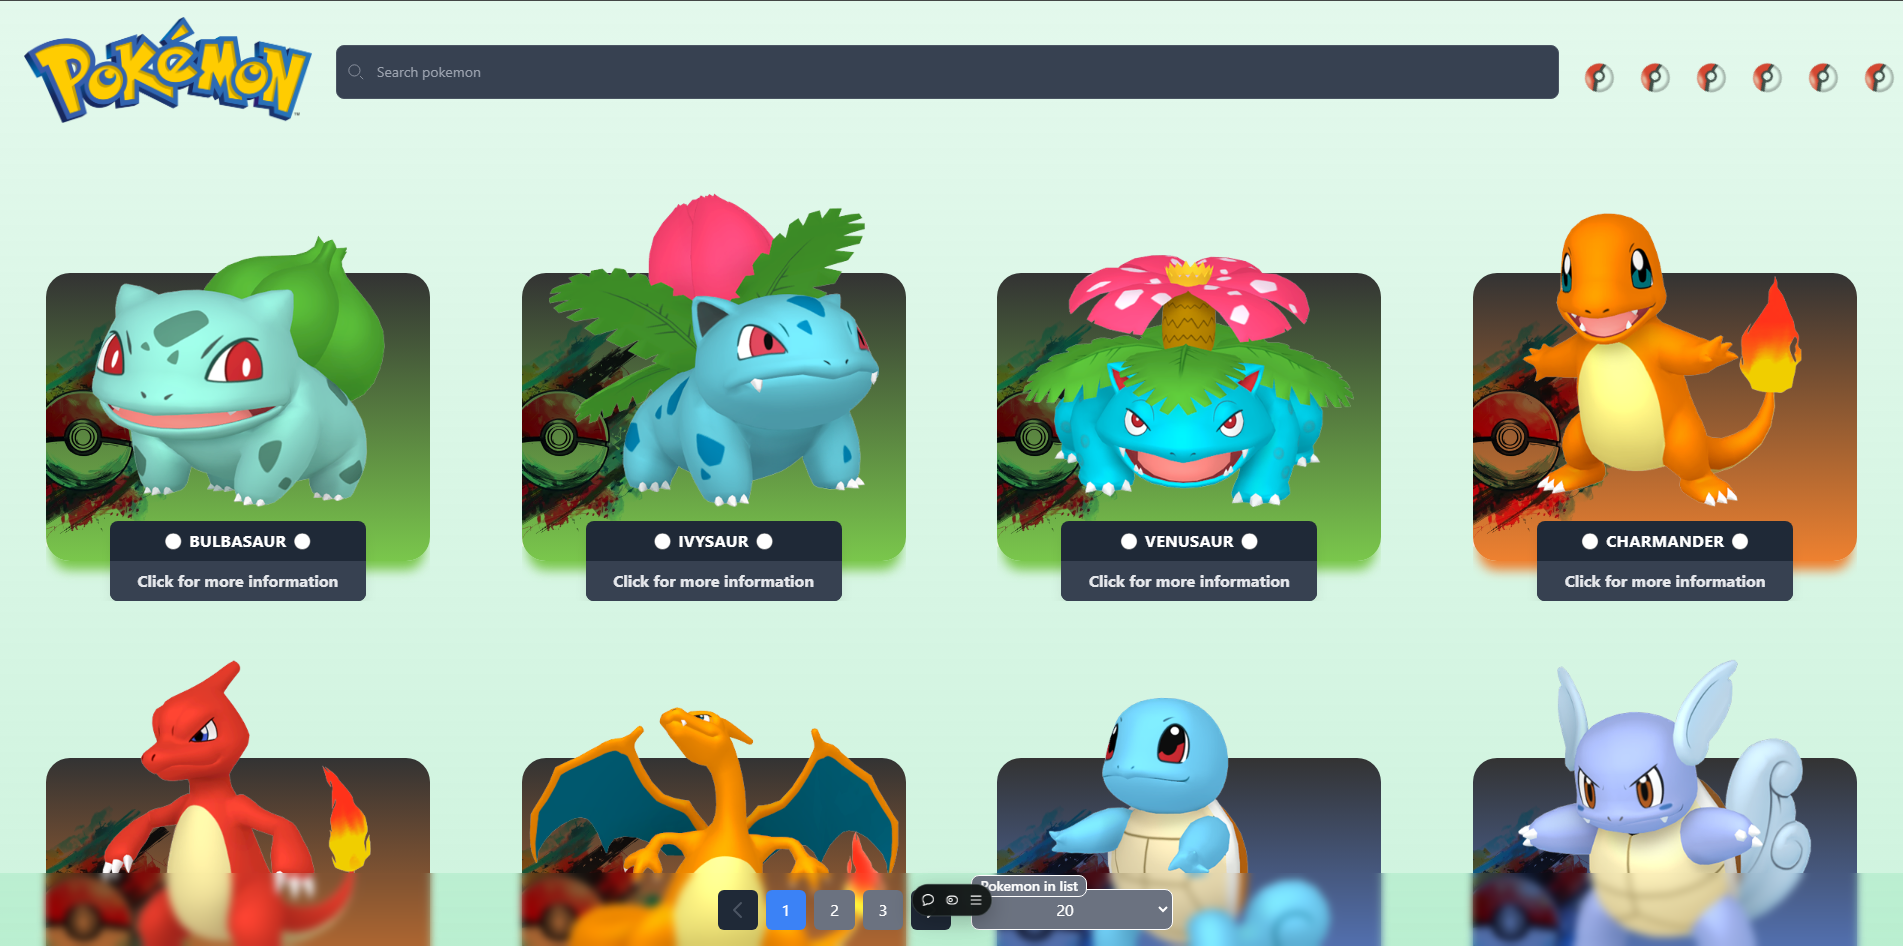 POKéMON
™
Search pokemon
BULBASAUR
Click for more information
IVYSAUR
Click for more information
VENUSAUR
Click for more information
CHARMANDER
Click for more information
1
2
3
Pokemon in list
20